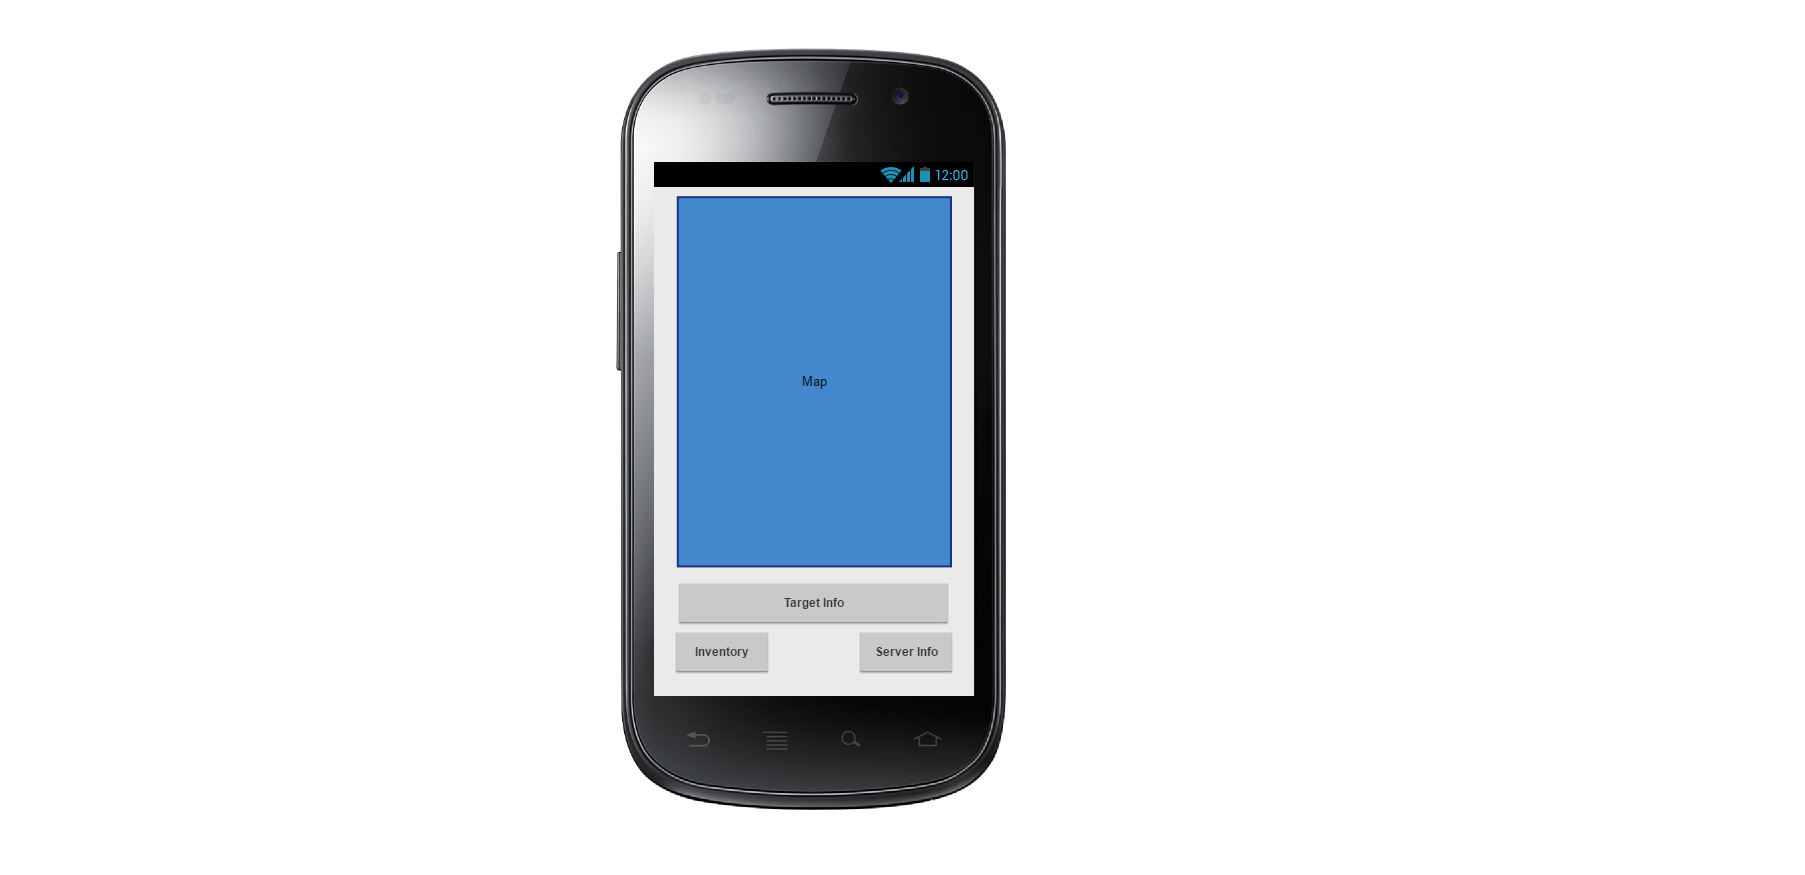 12:00
Map
Target Info
Inventory
Server Info